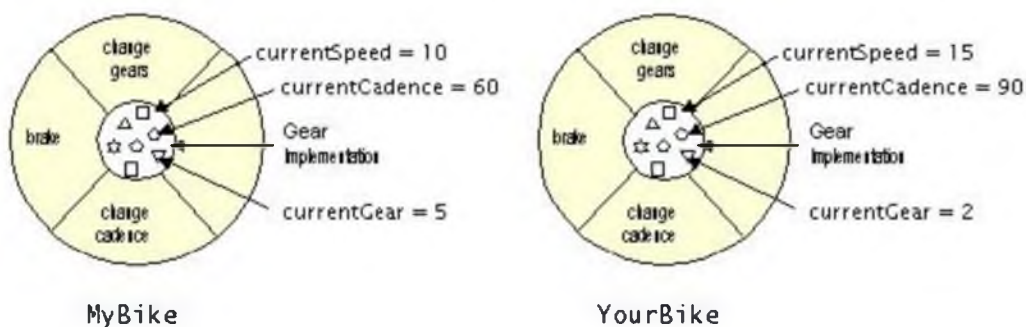 change
gears
currentSpeed = 10
currentCadence = 60
brake
Gear
Implementation
change
cadence
currentGear = 5
MyBike
change
gears
currentSpeed = 15
currentCadence = 90
brake
Gear
Implementation
change
cadence
currentGear = 2
YourBike